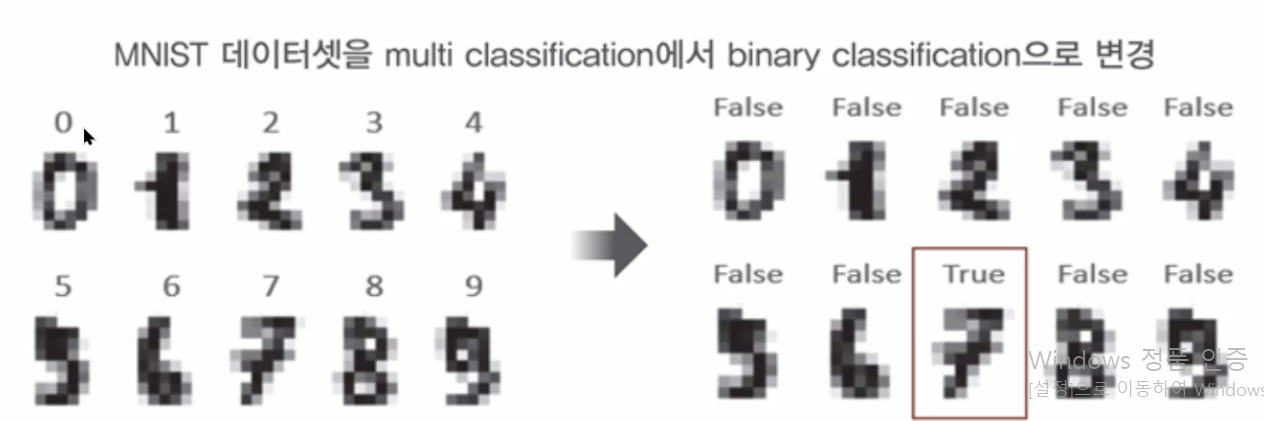 MNIST 데이터셋을 multi classification에서 binary classification으로 변경
0 1 2 3 4
False False False False False
5 6 7 8 9
False False True False False
Windows 정품 인증
[설정]으로 이동하여 Windows